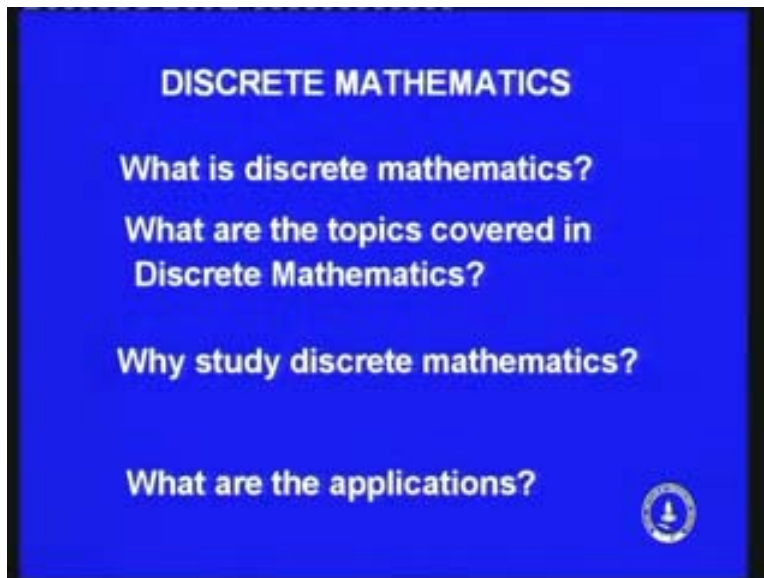 DISCRETE MATHEMATICS
What is discrete mathematics?
What are the topics covered in
Discrete Mathematics?
Why study discrete mathematics?
What are the applications?